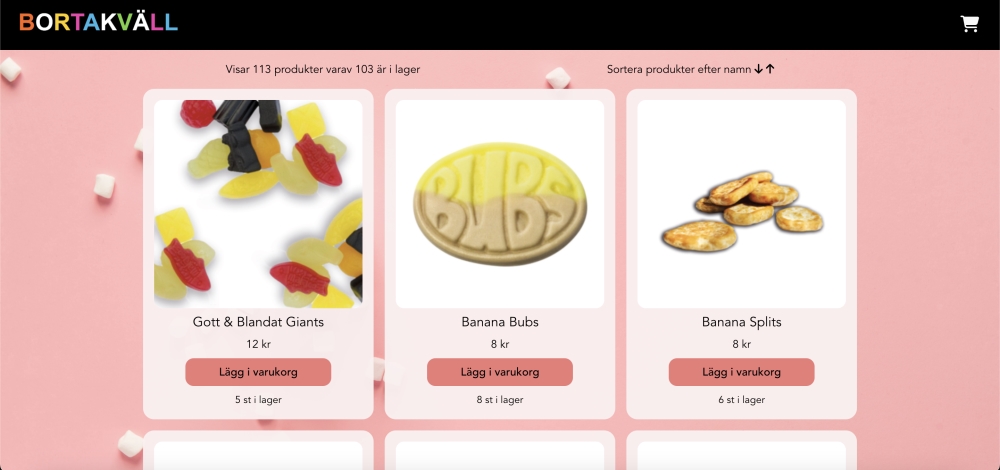 BORTAKVÄLL
Visar 113 produkter varav 103 är i lager
Sortera produkter efter namn
BUBS
BUBS
Gott & Blandat Giants
12 kr
Lägg i varukorg
5 st i lager
Banana Bubs
8 kr
Lägg i varukorg
8 st i lager
Banana Splits
8 kr
Lägg i varukorg
6 st i lager